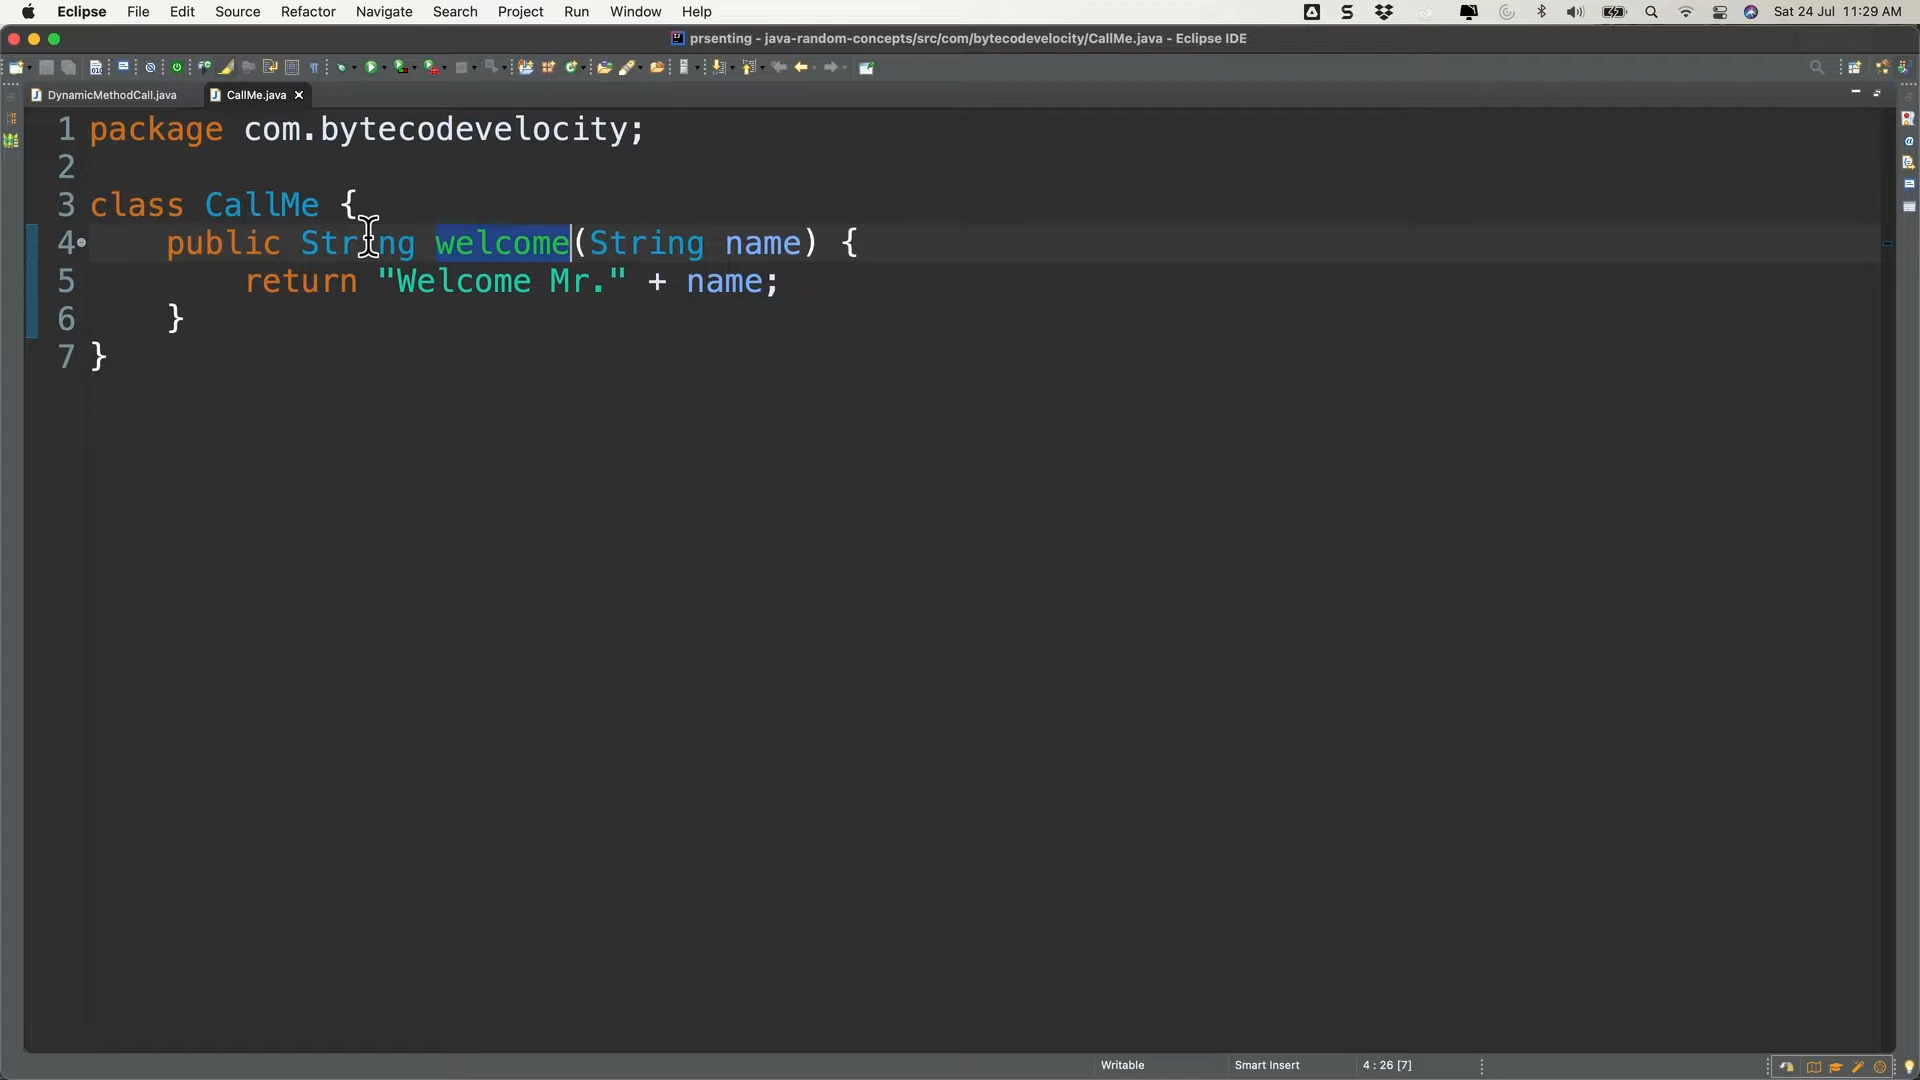 Eclipse File Edit Source Refactor Navigate Search Project Run Window Help Sat 24 Jul 11:29 AM
prsenting - java-random-concepts/src/com/bytecodevelocity/CallMe.java - Eclipse IDE
DynamicMethodCall.java CallMe.java
1 package com.bytecodevelocity;
2
3 class CallMe {
4 public String welcome(String name) {
5 return "Welcome Mr." + name;
6 }
7 }
Writable Smart Insert 4 : 26 [7]